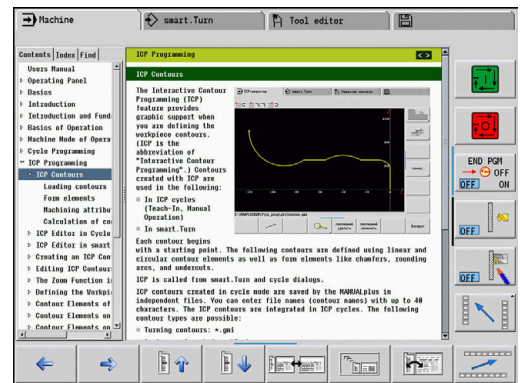 Machine
smart.Turn
Tool editor
Contents Index Find
Users Manual
Operating Panel
Basics
Introduction
Introduction and Fund
Basics of Operation
Machine Mode of Opera
Cycle Programming
ICP Programming
ICP Contours
Loading contours
Form elements
Machining attribu
Calculation of co
ICP Editor in Cycle
ICP Editor in smart
Creating an ICP Con
Editing ICP Contour
The Zoom Function i
Defining the Workpi
Contour Elements of
Contour Elements on
Contour Elements on
ICP Programming
ICP Contours
The Interactive Contour
Programming (ICP)
feature provides
graphic support when
you are defining the
workpiece contours.
(ICP is the
abbreviation of
"Interactive Contour
Programming".) Contours
created with ICP are
used in the following:
In ICP cycles
(Teach-In, Manual
Operation)
In smart.Turn
Each contour begins
with a starting point. The following contours are defined using linear and
circular contour elements as well as form elements like chamfers, rounding
arcs, and undercuts.
ICP is called from smart.Turn and cycle dialogs.
ICP contours created in cycle mode are saved by the MANUALplus in
independent files. You can enter file names (contour names) with up to 40
characters. The ICP contours are integrated in ICP cycles. The following
contour types are possible:
Turning contours: *.gmi
smart.Turn
END PGM
OFF
OFF ON
OFF
OFF